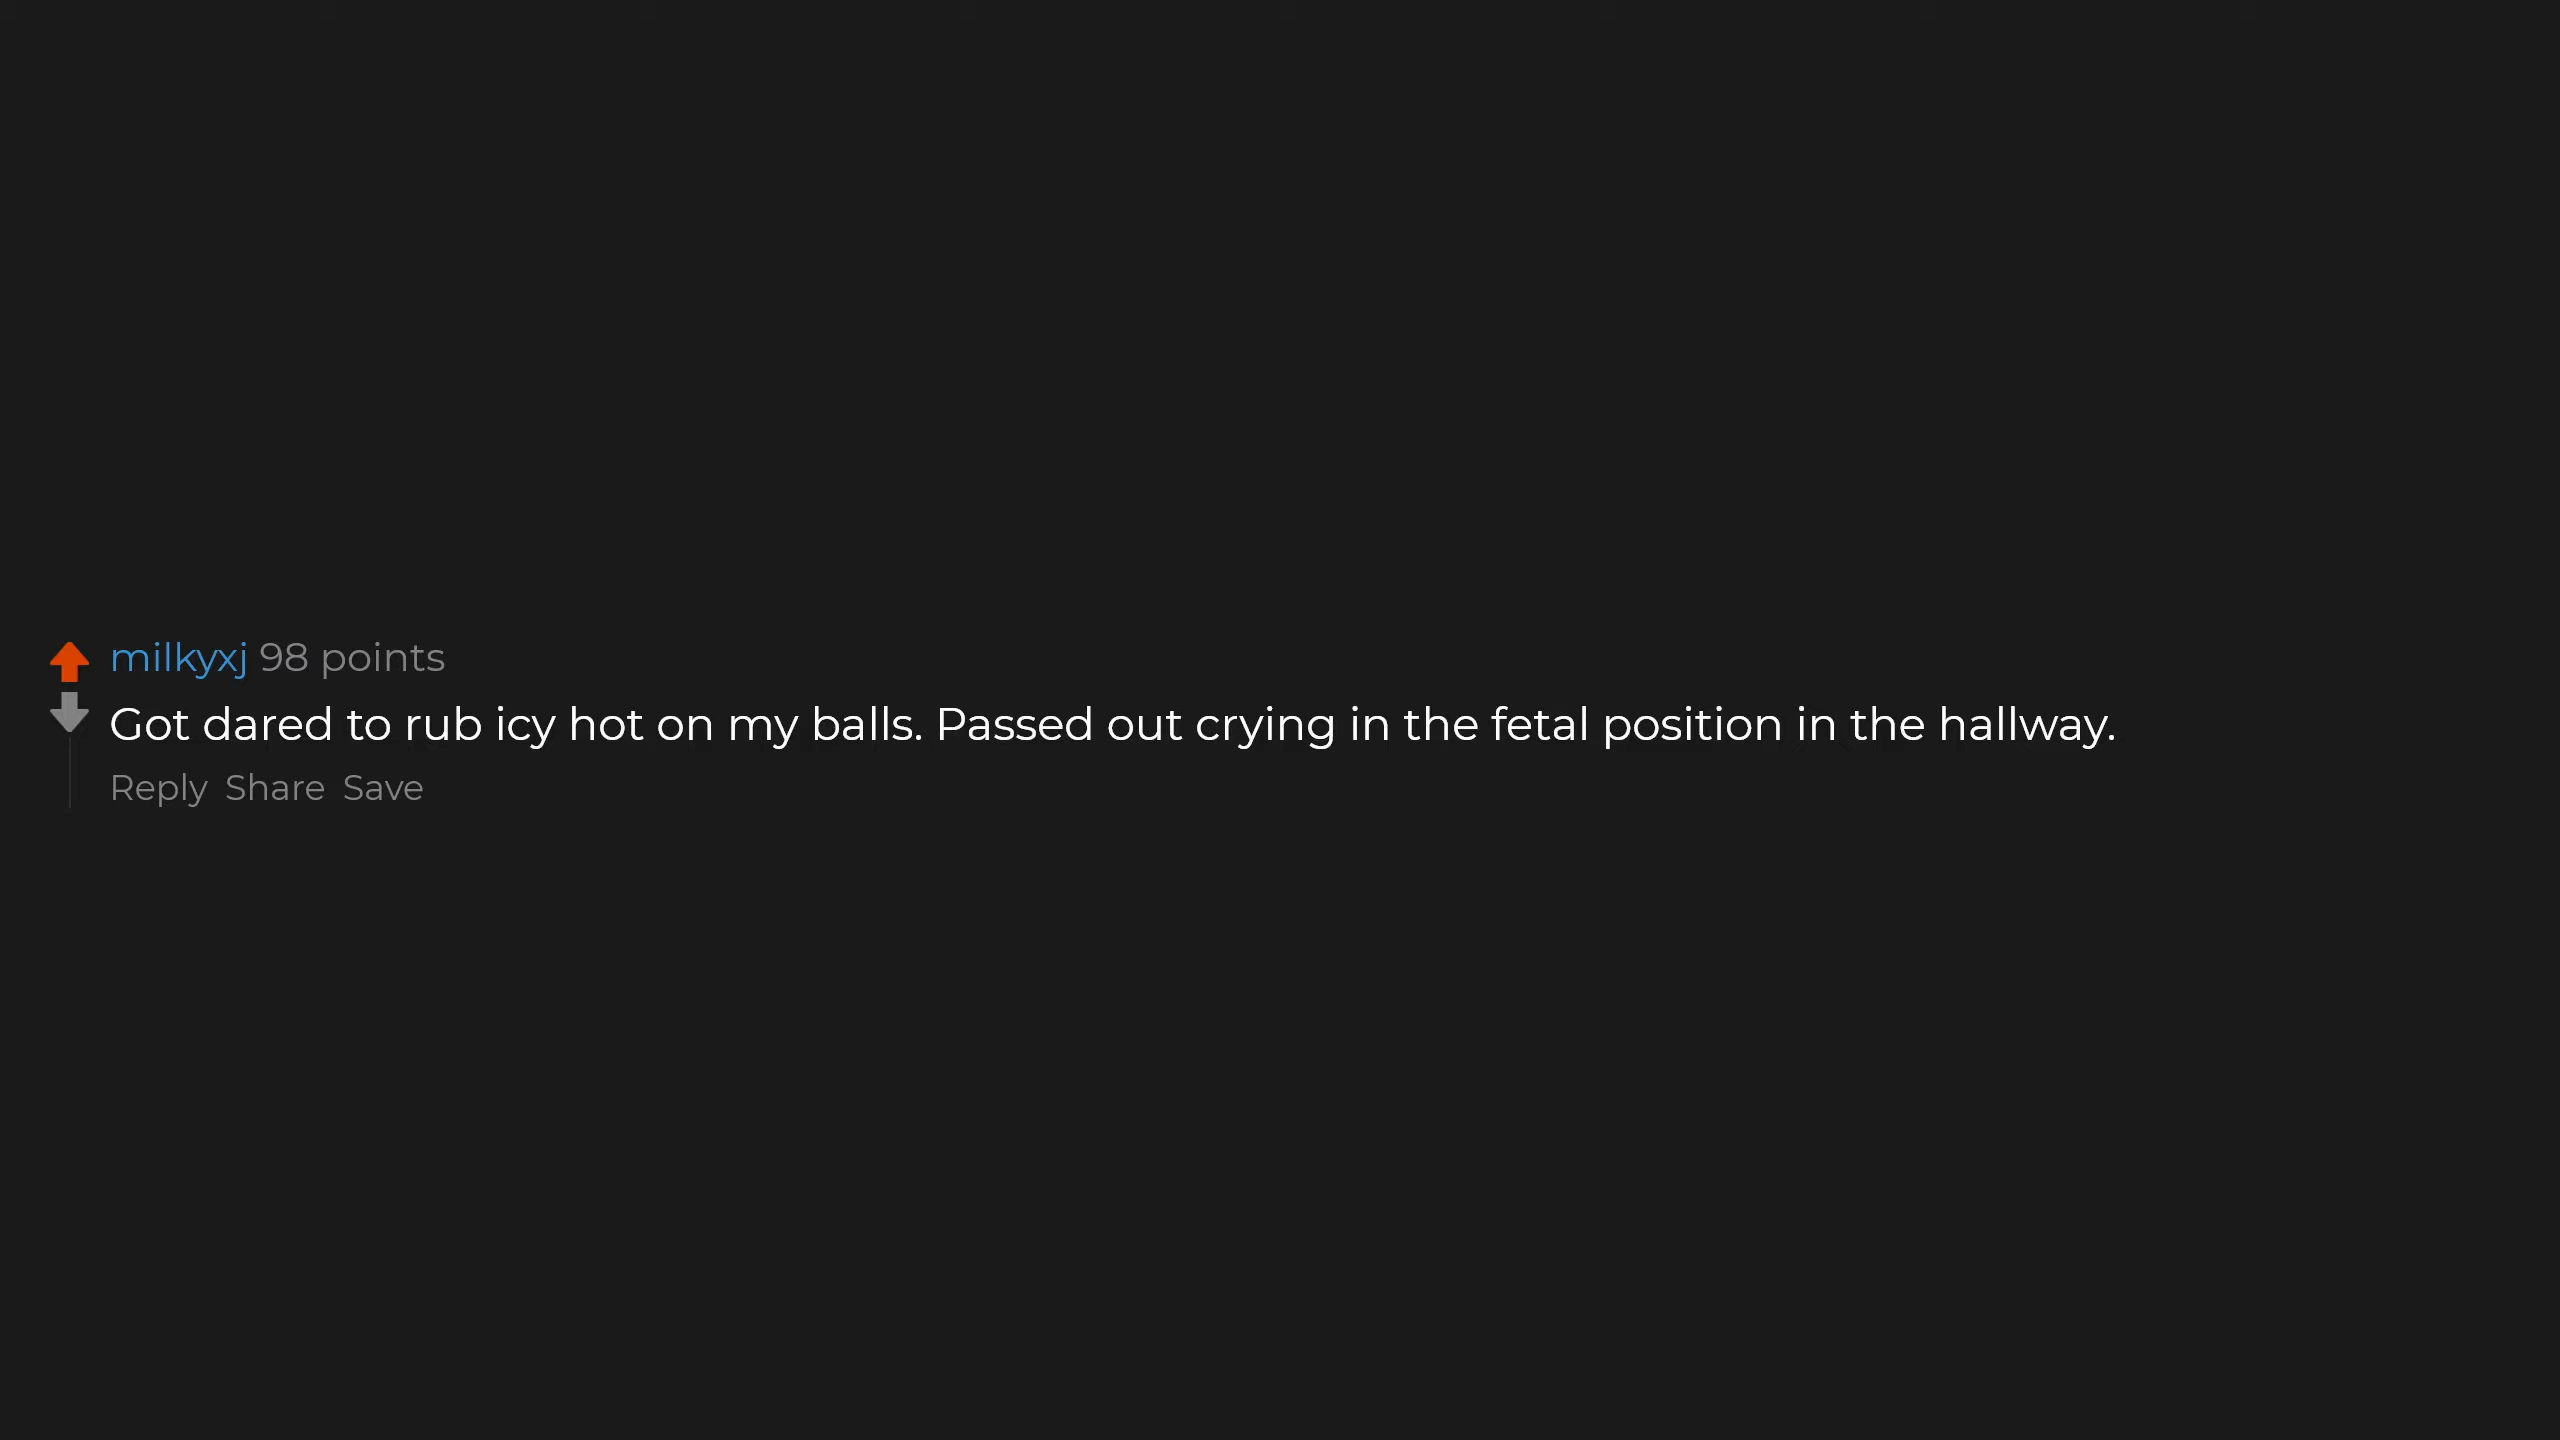 milkyxj 98 points
Got dared to rub icy hot on my balls. Passed out crying in the fetal position in the hallway.
Reply Share Save